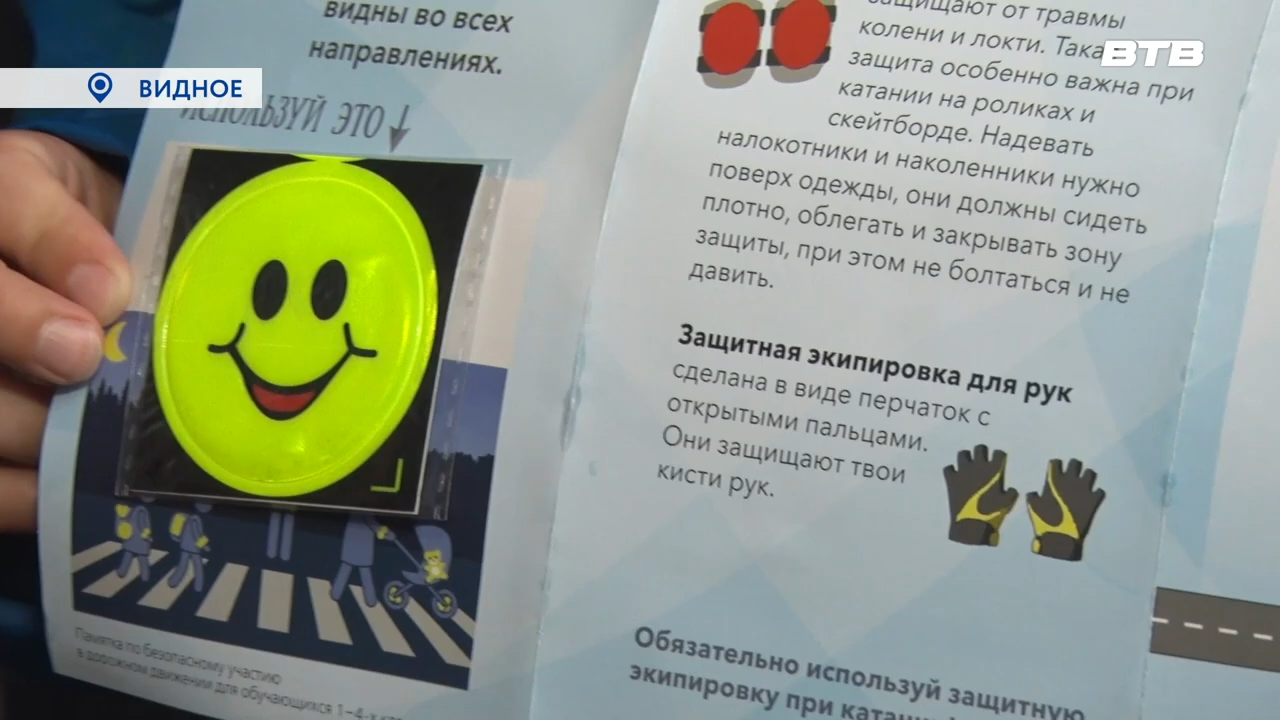 видны во всех
направлениях.
ВИДНОЕ
ИСПОЛЬЗУЙ ЭТО
Памятка по безопасному участию
в дорожном движении для обучающихся 1–4-х
защищают от травмы
колени и локти. Така
защита особенно важна при
катании на роликах и
скейтборде. Надевать
налокотники и наколенники нужно
поверх одежды, они должны сидеть
плотно, облегать и закрывать зону
защиты, при этом не болтаться и не
давить.
ВТВ
Защитная экипировка для рук
сделана в виде перчаток с
открытыми пальцами.
Они защищают твои
кисти рук.
Обязательно используй защитную
экипировку при